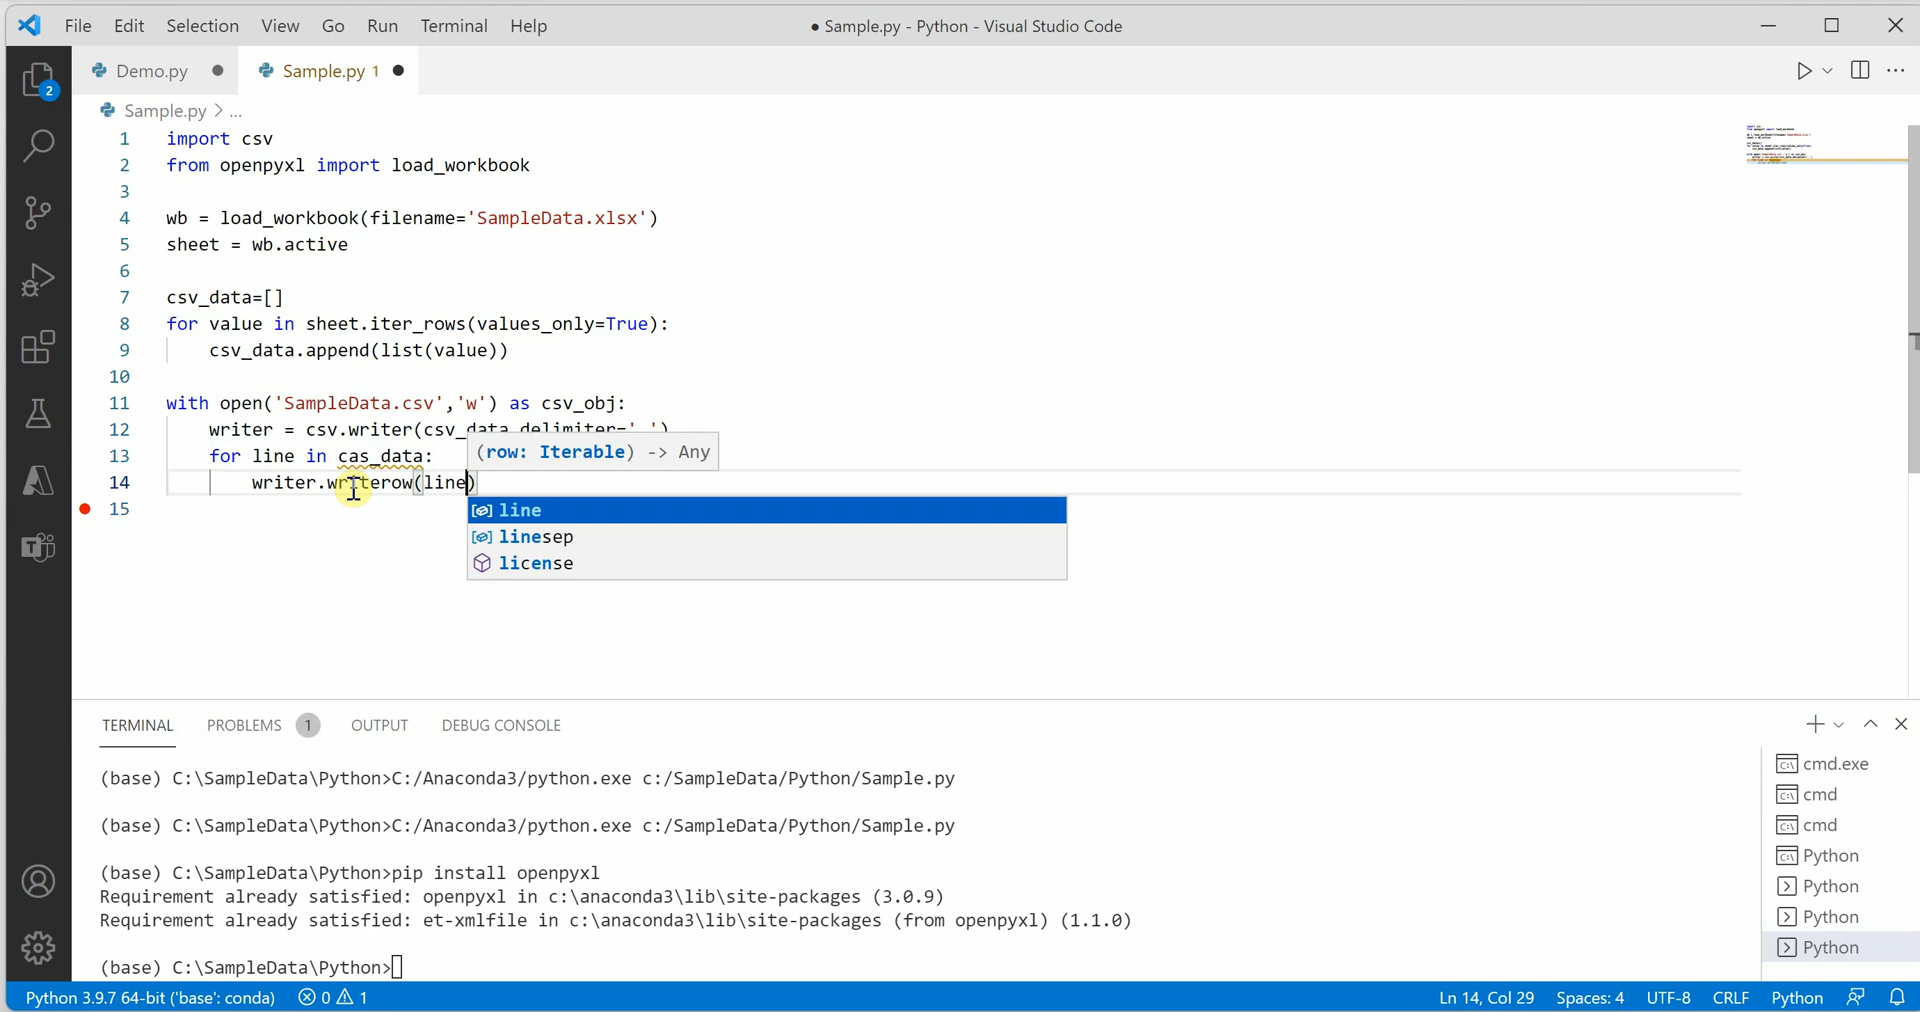 File Edit Selection View Go Run Terminal Help
● Sample.py - Python - Visual Studio Code
2
Demo.py ●
Sample.py 1 ●
Sample.py > ...
1 import csv
2 from openpyxl import load_workbook
3
4 wb = load_workbook(filename='SampleData.xlsx')
5 sheet = wb.active
6
7 csv_data=[]
8 for value in sheet.iter_rows(values_only=True):
9 csv_data.append(list(value))
10
11 with open('SampleData.csv','w') as csv_obj:
12 writer = csv.writer(csv_data delimiter=' ')
13 for line in cas_data:
(row: Iterable) -> Any
14 writer.writerow(line)
15
line
linesep
license
TERMINAL PROBLEMS 1 OUTPUT DEBUG CONSOLE
(base) C:\SampleData\Python>C:/Anaconda3/python.exe c:/SampleData/Python/Sample.py
(base) C:\SampleData\Python>C:/Anaconda3/python.exe c:/SampleData/Python/Sample.py
(base) C:\SampleData\Python>pip install openpyxl
Requirement already satisfied: openpyxl in c:\anaconda3\lib\site-packages (3.0.9)
Requirement already satisfied: et-xmlfile in c:\anaconda3\lib\site-packages (from openpyxl) (1.1.0)
(base) C:\SampleData\Python>
cmd.exe
cmd
cmd
Python
Python
Python
Python
Python 3.9.7 64-bit ('base': conda) 0 1
Ln 14, Col 29 Spaces: 4 UTF-8 CRLF Python